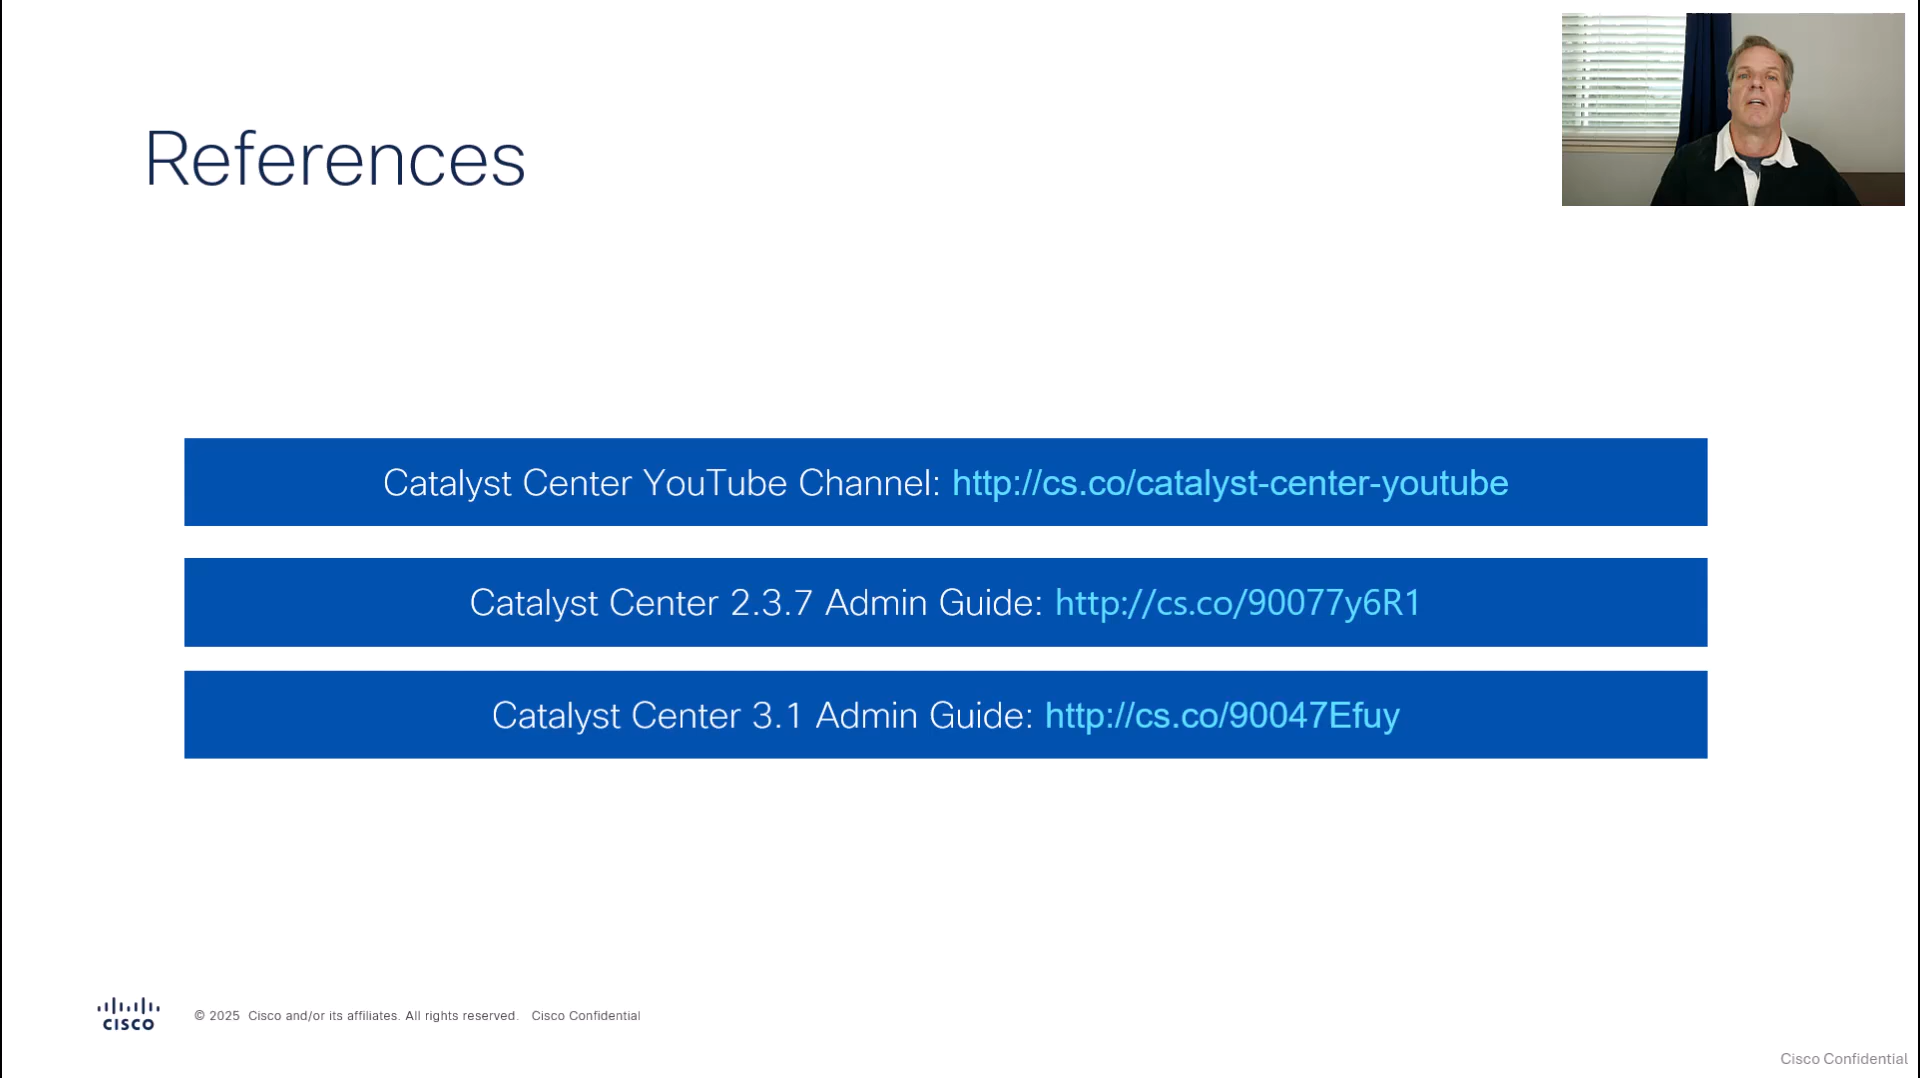 References
Catalyst Center YouTube Channel: http://cs.co/catalyst-center-youtube
Catalyst Center 2.3.7 Admin Guide: http://cs.co/90077y6R1
Catalyst Center 3.1 Admin Guide: http://cs.co/90047Efuy
CISCO
© 2025 Cisco and/or its affiliates. All rights reserved. Cisco Confidential
Cisco Confidential